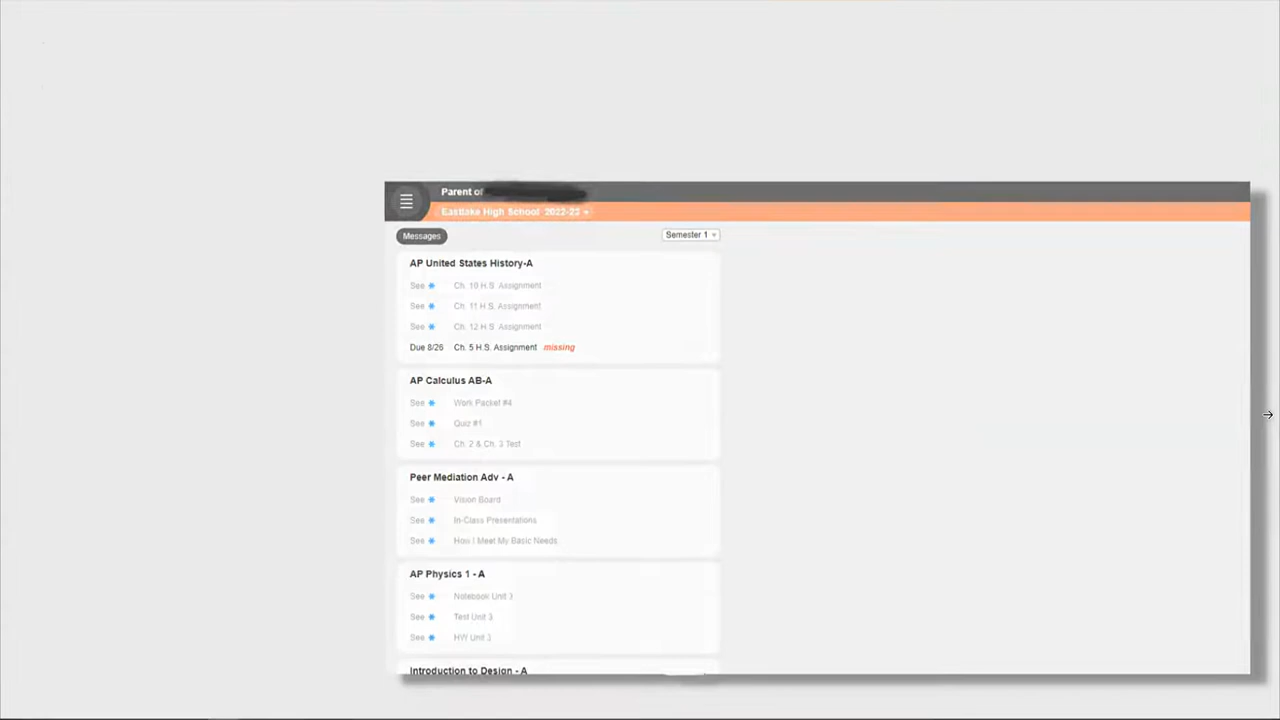 Parent of
Eastlake High School 2022-23
Messages
Semester 1
AP United States History-A
See Ch. 10 H.S. Assignment
See Ch. 11 H.S. Assignment
See Ch. 12 H.S. Assignment
Due 8/26 Ch. 5 H.S. Assignment missing
AP Calculus AB-A
See Work Packet #4
See Quiz #1
See Ch. 2 & Ch. 3 Test
Peer Mediation Adv - A
See Vision Board
See In-Class Presentations
See How I Meet My Basic Needs
AP Physics 1 - A
See Notebook Unit 3
See Test Unit 3
See HW Unit 3
Introduction to Design - A